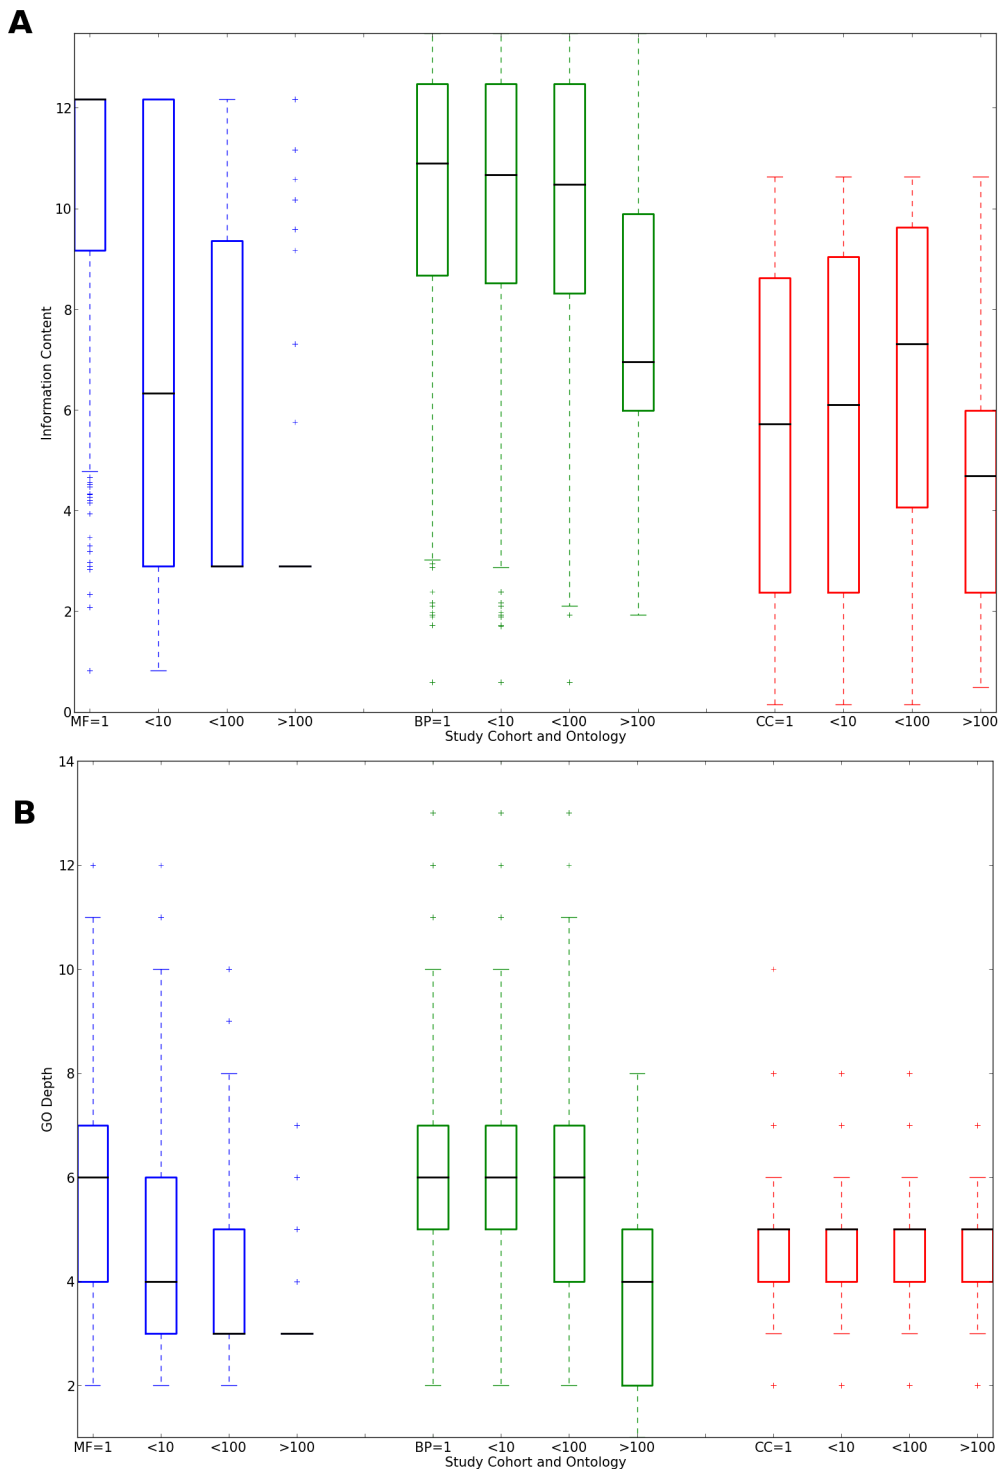 A
12
10
8
6
4
2
0
Information Content
MF=1 <10 <100 >100 BP=1 <10 <100 >100 CC=1 <10 <100 >100
Study Cohort and Ontology
B
14
12
10
8
6
4
2
GO Depth
MF=1 <10 <100 >100 BP=1 <10 <100 >100 CC=1 <10 <100 >100
Study Cohort and Ontology